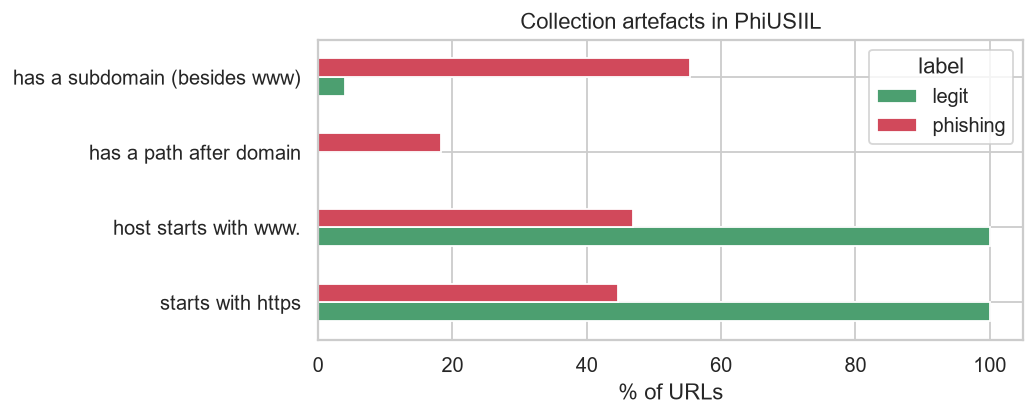 Collection artefacts in PhiUSIIL
has a subdomain (besides www)
has a path after domain
host starts with www.
starts with https
label
legit
phishing
0 20 40 60 80 100
% of URLs